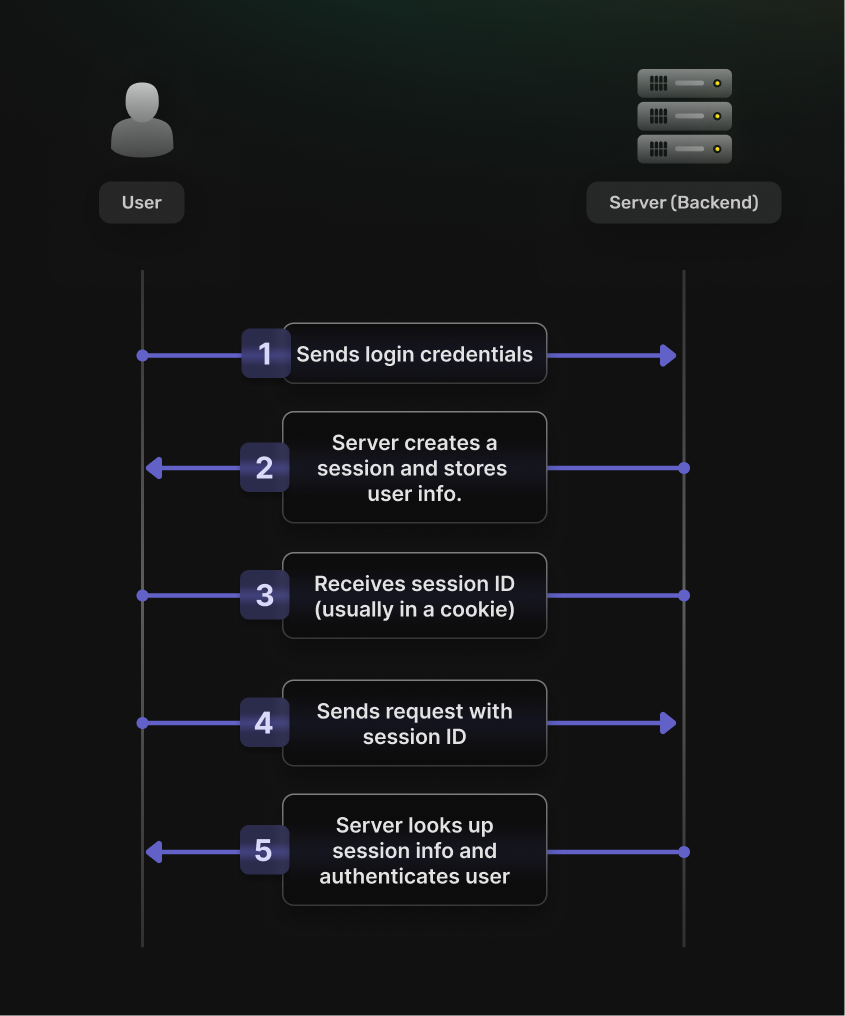 User
Server (Backend)
1
Sends login credentials
2
Server creates a
session and stores
user info.
3
Receives session ID
(usually in a cookie)
4
Sends request with
session ID
5
Server looks up
session info and
authenticates user